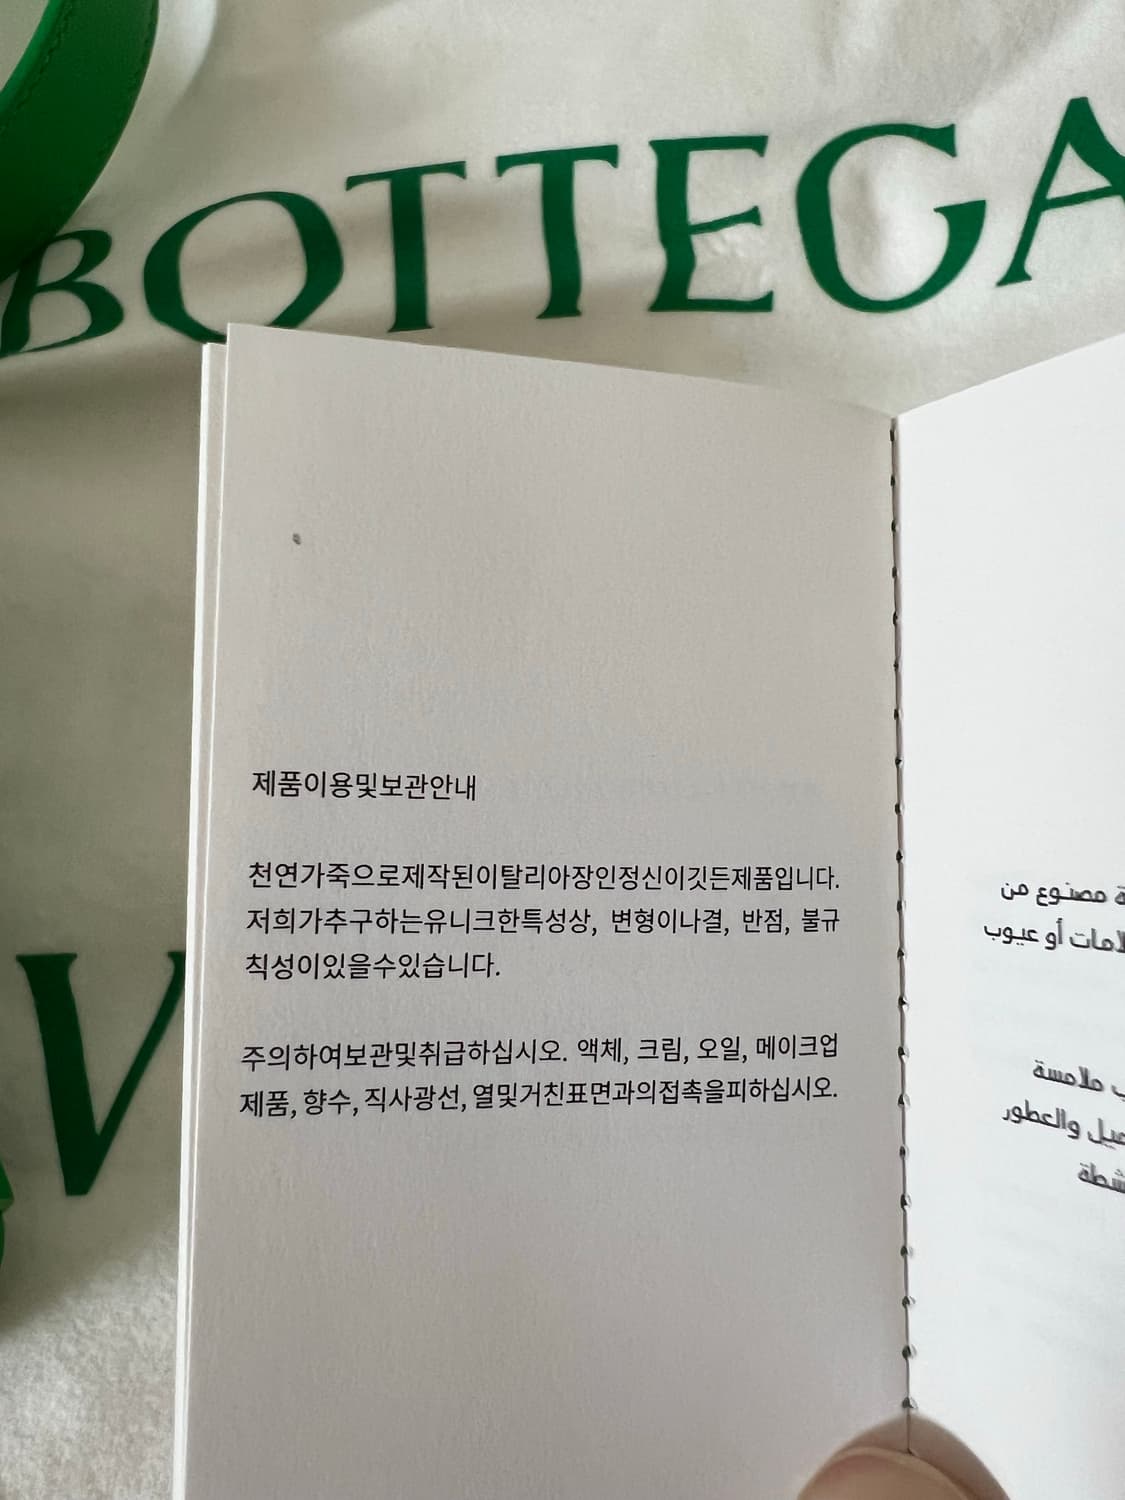 BOTTEGA
V
제품이용및보관안내
천연가죽으로제작된이탈리아장인정신이깃든제품입니다.
저희가추구하는유니크한특성상, 변형이나결, 반점, 불규
칙성이있을수있습니다.
주의하여보관및취급하십시오. 액체, 크림, 오일, 메이크업
제품, 향수, 직사광선, 열및거친표면과의접촉을피하십시오.
مصنوع من
أو عيوب
ملامسة
والعطور